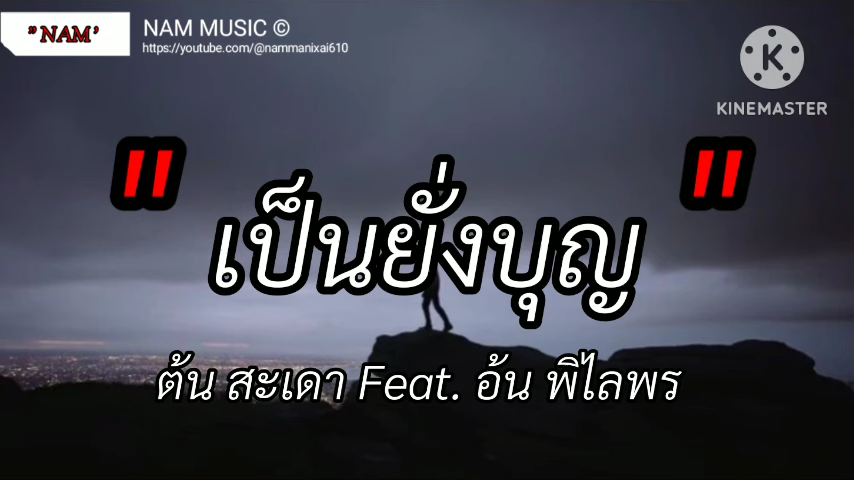 "NAM'
NAM MUSIC ©
https://youtube.com/@nammanixai610
KINEMASTER
" เป็นยั่งบุญ "
ต้น สะเดา Feat. อ้น พิไลพร